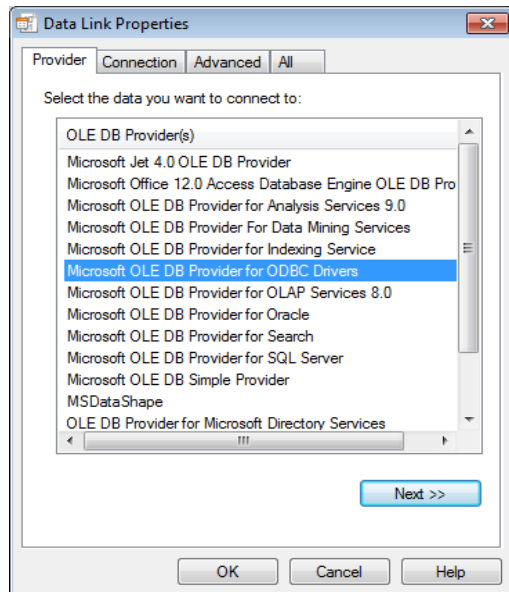 Data Link Properties
Provider Connection Advanced All
Select the data you want to connect to:
OLE DB Provider(s)
Microsoft Jet 4.0 OLE DB Provider
Microsoft Office 12.0 Access Database Engine OLE DB Pro
Microsoft OLE DB Provider for Analysis Services 9.0
Microsoft OLE DB Provider For Data Mining Services
Microsoft OLE DB Provider for Indexing Service
Microsoft OLE DB Provider for ODBC Drivers
Microsoft OLE DB Provider for OLAP Services 8.0
Microsoft OLE DB Provider for Oracle
Microsoft OLE DB Provider for Search
Microsoft OLE DB Provider for SQL Server
Microsoft OLE DB Simple Provider
MSDataShape
OLE DB Provider for Microsoft Directory Services
Next >>
OK Cancel Help